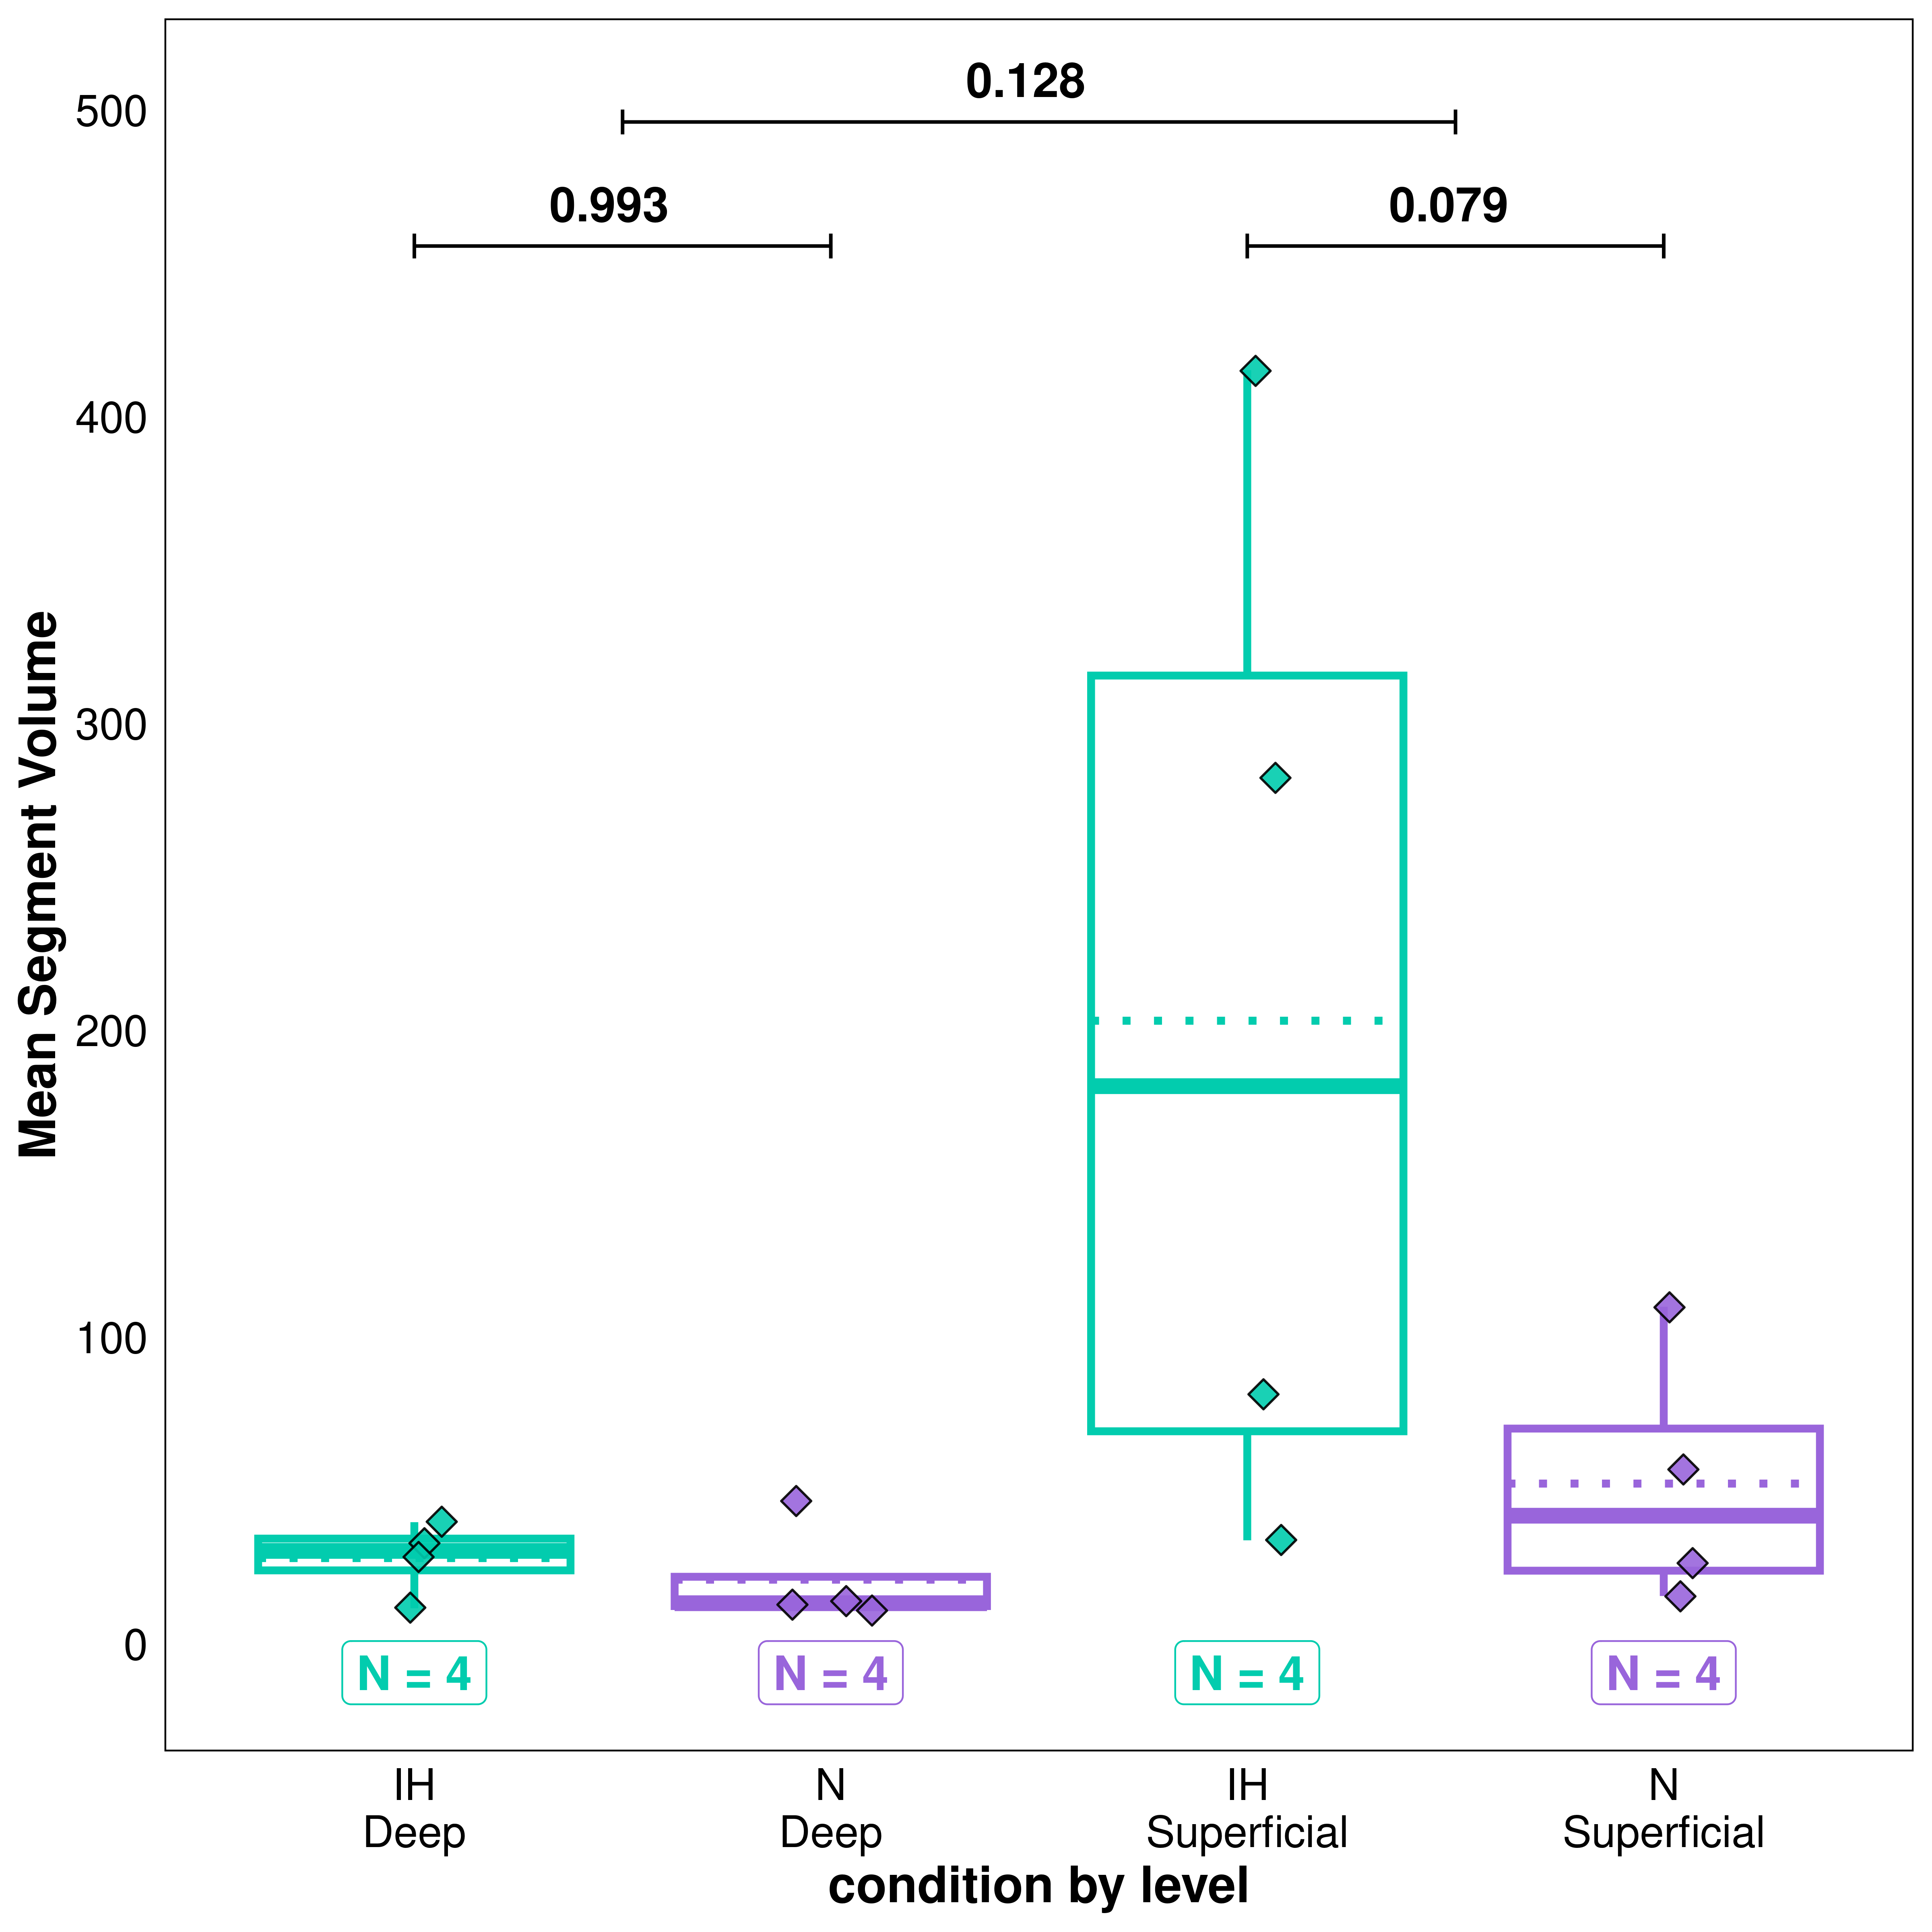 0.128
0.993
0.079
500
400
300
200
100
0
Mean Segment Volume
N = 4
N = 4
N = 4
N = 4
IH
Deep
N
Deep
IH
Superficial
N
Superficial
condition by level